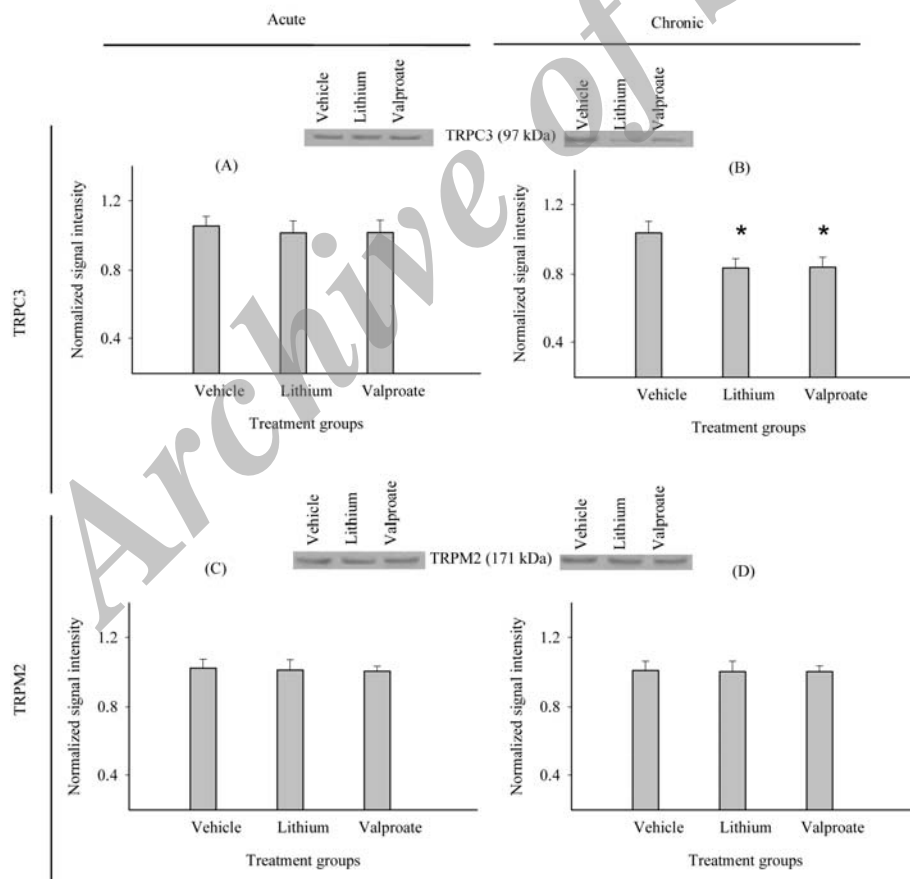 Acute
Chronic
Vehicle
Lithium
Valproate
TRPC3 (97 kDa)
Vehicle
Lithium
Valproate
TRPC3
(A)
Normalized signal intensity
1.2
0.8
0.4
Vehicle Lithium Valproate
Treatment groups
(B)
Normalized signal intensity
1.2
0.8
0.4
* *
Vehicle Lithium Valproate
Treatment groups
Vehicle
Lithium
Valproate
TRPM2 (171 kDa)
Vehicle
Lithium
Valproate
TRPM2
(C)
Normalized signal intensity
1.2
0.8
0.4
Vehicle Lithium Valproate
Treatment groups
(D)
Normalized signal intensity
1.2
0.8
0.4
Vehicle Lithium Valproate
Treatment groups
Archive of